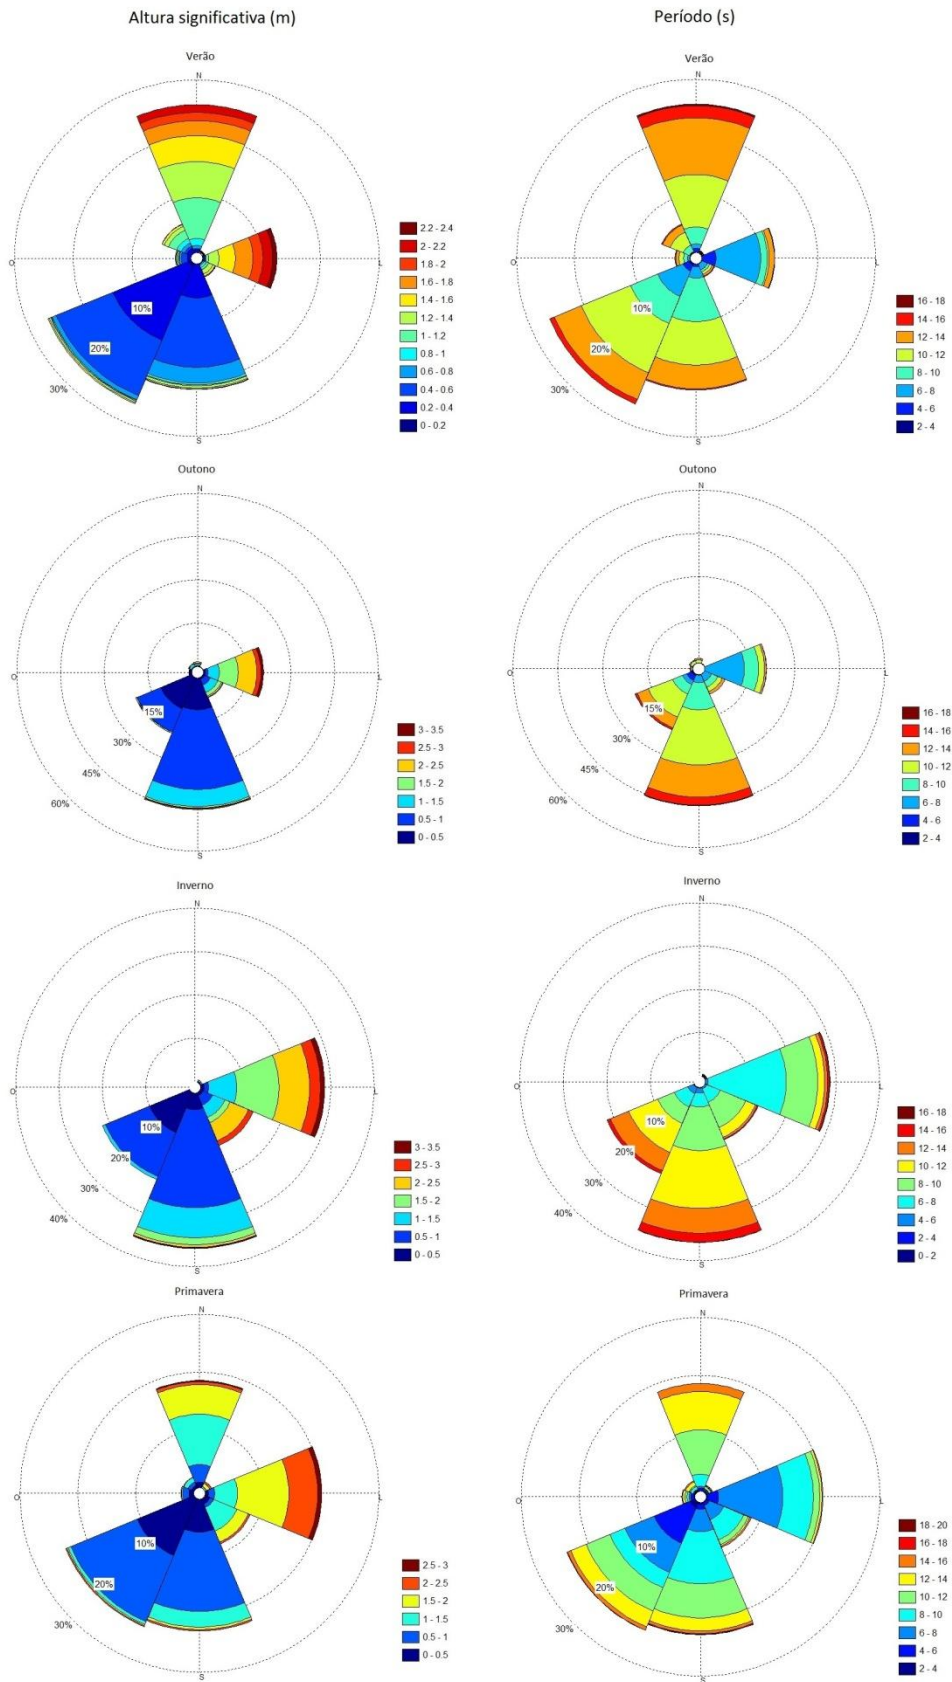 Altura significativa (m)
Período (s)
Verão
N
O
L
S
10%
20%
30%
2.2 - 2.4
2 - 2.2
1.8 - 2
1.6 - 1.8
1.4 - 1.6
1.2 - 1.4
1 - 1.2
0.8 - 1
0.6 - 0.8
0.4 - 0.6
0.2 - 0.4
0 - 0.2
Verão
N
O
L
S
10%
20%
30%
16 - 18
14 - 16
12 - 14
10 - 12
8 - 10
6 - 8
4 - 6
2 - 4
Outono
N
O
L
S
15%
30%
45%
60%
3 - 3.5
2.5 - 3
2 - 2.5
1.5 - 2
1 - 1.5
0.5 - 1
0 - 0.5
Outono
N
O
L
S
15%
30%
45%
60%
16 - 18
14 - 16
12 - 14
10 - 12
8 - 10
6 - 8
4 - 6
2 - 4
Inverno
N
O
L
S
10%
20%
30%
40%
3 - 3.5
2.5 - 3
2 - 2.5
1.5 - 2
1 - 1.5
0.5 - 1
0 - 0.5
Inverno
N
O
L
S
10%
20%
30%
40%
16 - 18
14 - 16
12 - 14
10 - 12
8 - 10
6 - 8
4 - 6
2 - 4
0 - 2
Primavera
N
O
L
S
10%
20%
30%
2.5 - 3
2 - 2.5
1.5 - 2
1 - 1.5
0.5 - 1
0 - 0.5
Primavera
N
O
L
S
10%
20%
30%
18 - 20
16 - 18
14 - 16
12 - 14
10 - 12
8 - 10
6 - 8
4 - 6
2 - 4